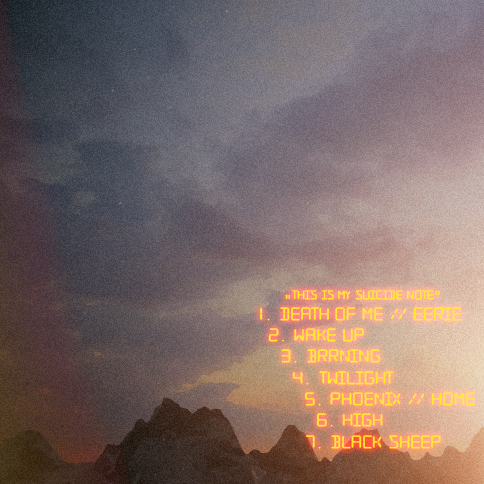 „THIS IS MY SUICIDE NOTE"
1. DEATH OF ME // EERIE
2. WAKE UP
3. BRRNING
4. TWILIGHT
5. PHOENIX // HOME
6. HIGH
7. BLACK SHEEP